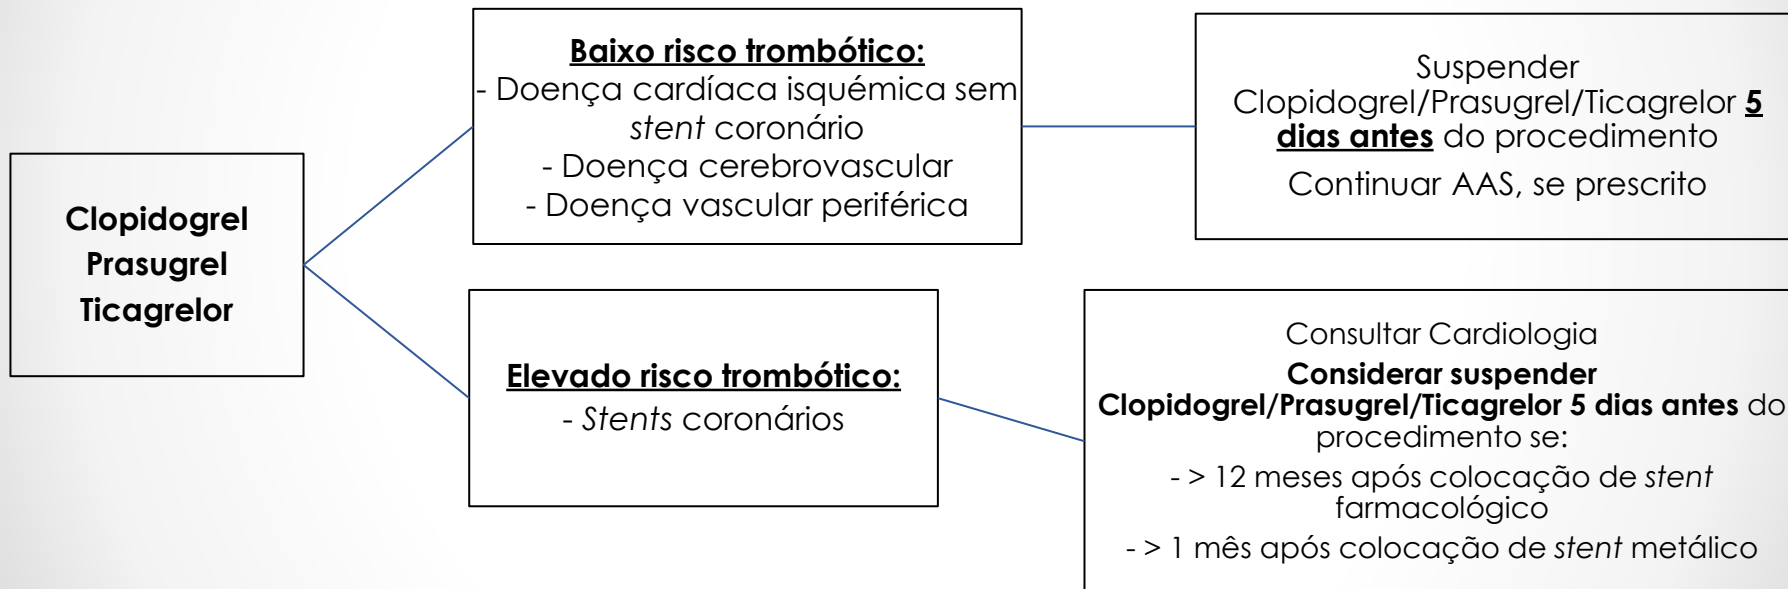 Clopidogrel
Prasugrel
Ticagrelor
Baixo risco trombótico:
- Doença cardíaca isquémica sem
stent coronário
- Doença cerebrovascular
- Doença vascular periférica
Suspender
Clopidogrel/Prasugrel/Ticagrelor 5
dias antes do procedimento
Continuar AAS, se prescrito
Elevado risco trombótico:
- Stents coronários
Consultar Cardiologia
Considerar suspender
Clopidogrel/Prasugrel/Ticagrelor 5 dias antes do
procedimento se:
- > 12 meses após colocação de stent
farmacológico
- > 1 mês após colocação de stent metálico